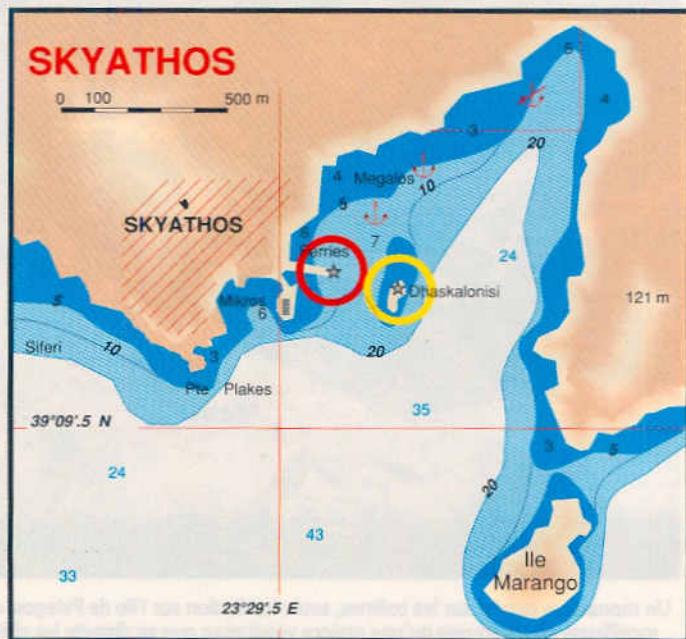 SKYATHOS
0 100 500 m
5
4
3
20
4 Megalos
10
5
SKYATHOS
6
7
24
Ferries
Dhaskalonisi
121 m
5
Mikros
6
10
Siferi
3
20
Pte Plakes
35
39°09'.5 N
3
5
24
20
43
Ile
Marango
33
23°29'.5 E